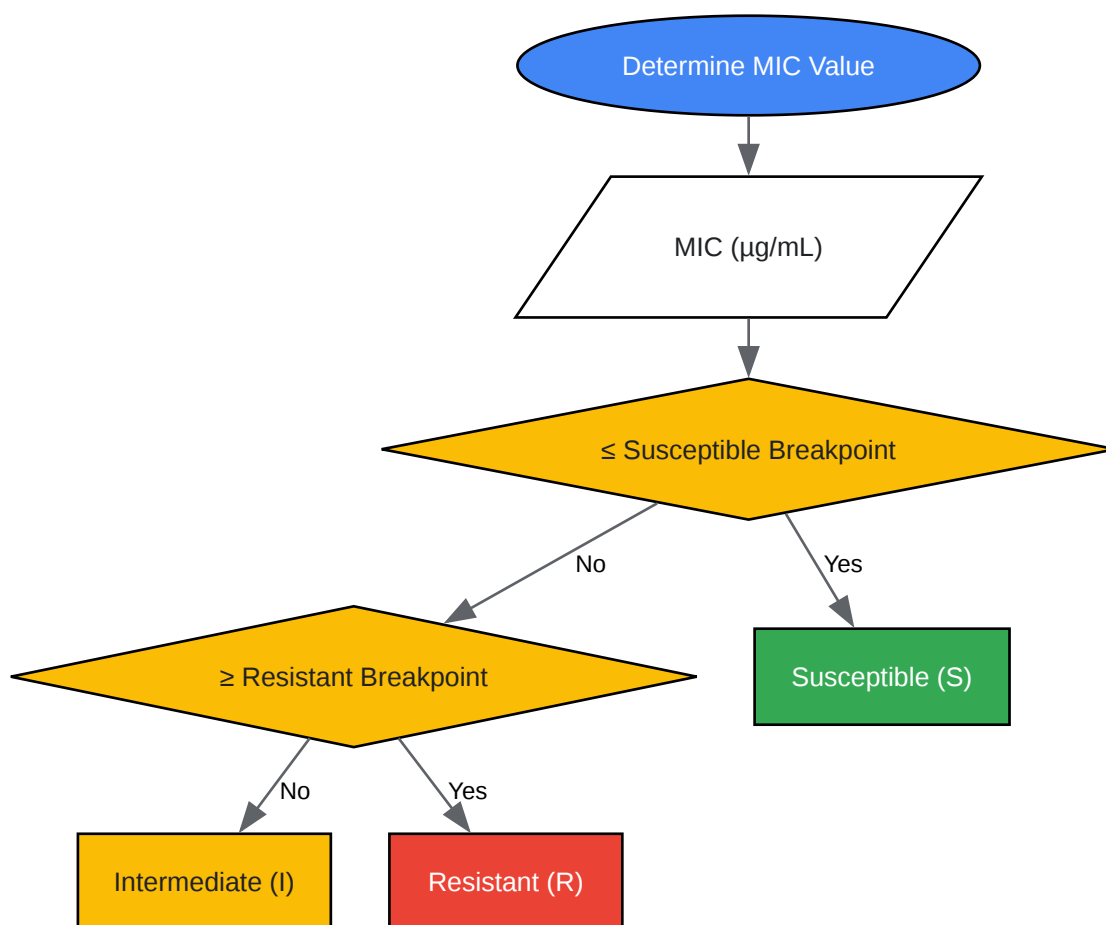 Determine MIC Value
MIC (µg/mL)
≤ Susceptible Breakpoint
No
Yes
≥ Resistant Breakpoint
Susceptible (S)
No
Yes
Intermediate (I)
Resistant (R)